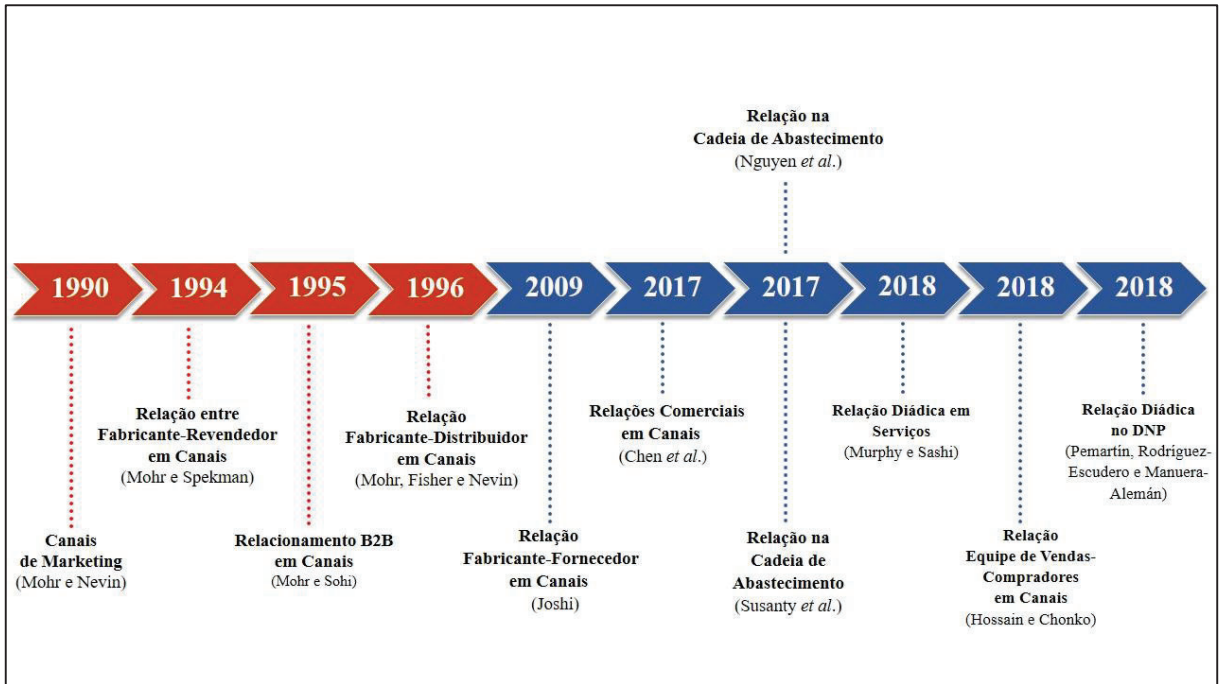 Relação na
Cadeia de Abastecimento
(Nguyen et al.)
1990
1994
1995
1996
2009
2017
2017
2018
2018
2018
Canais
de Marketing
(Mohr e Nevin)
Relação entre
Fabricante-Revendedor
em Canais
(Mohr e Spekman)
Relacionamento B2B
em Canais
(Mohr e Sohi)
Relação
Fabricante-Distribuidor
em Canais
(Mohr, Fisher e Nevin)
Relação
Fabricante-Fornecedor
em Canais
(Joshi)
Relações Comerciais
em Canais
(Chen et al.)
Relação na
Cadeia de
Abastecimento
(Susanty et al.)
Relação Diádica em
Serviços
(Murphy e Sashi)
Relação
Equipe de Vendas-
Compradores
em Canais
(Hossain e Chonko)
Relação Diádica
no DNP
(Pemartín, Rodríguez-
Escudero e Manuera-
Alemán)